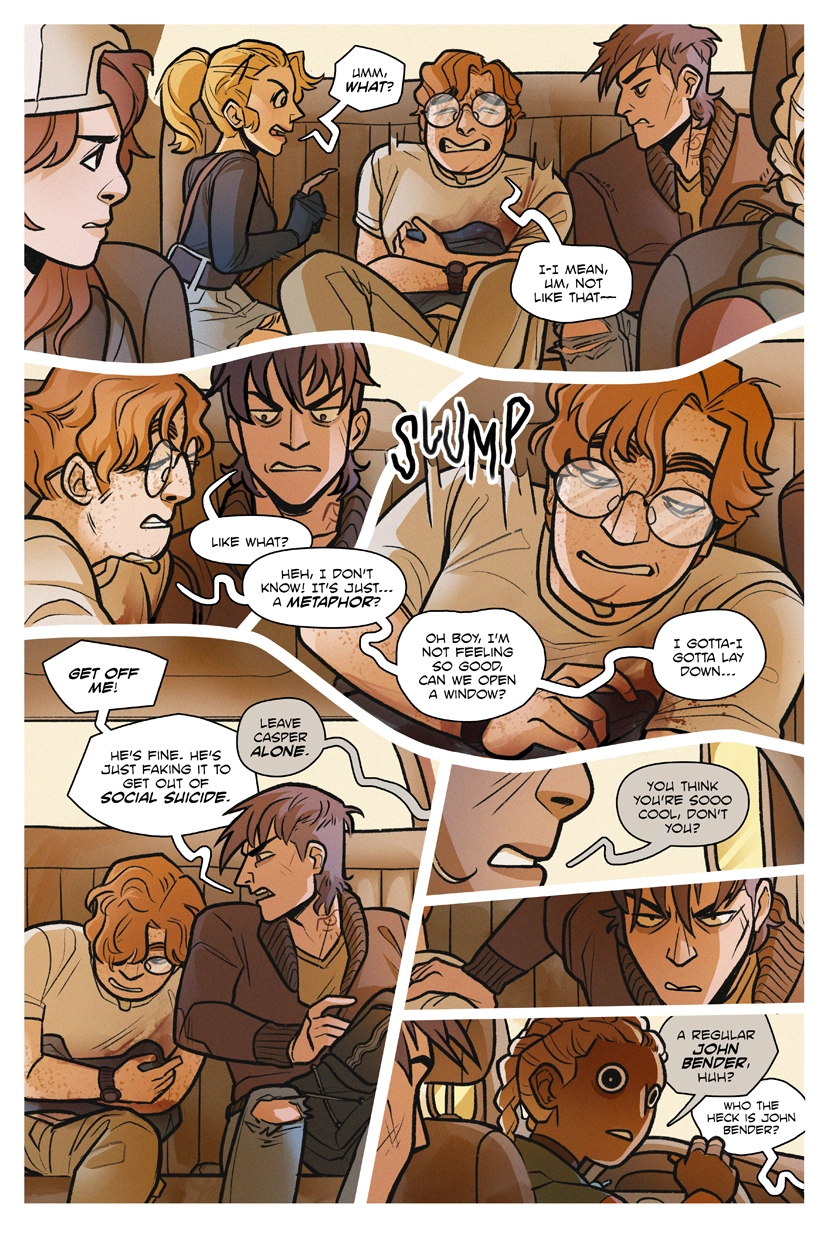 UMM,
WHAT?
I-I MEAN,
UM, NOT
LIKE THAT—
LIKE WHAT?
HEH, I DON'T
KNOW! IT'S JUST...
A METAPHOR?
SLUMP
OH BOY, I'M
NOT FEELING
SO GOOD,
CAN WE OPEN
A WINDOW?
I GOTTA-I
GOTTA LAY
DOWN...
GET OFF
ME!
HE'S FINE. HE'S
JUST FAKING IT TO
GET OUT OF
SOCIAL SUICIDE.
LEAVE
CASPER
ALONE.
YOU THINK
YOU'RE SOOO
COOL, DON'T
YOU?
A REGULAR
JOHN
BENDER,
HUH?
WHO THE
HECK IS JOHN
BENDER?